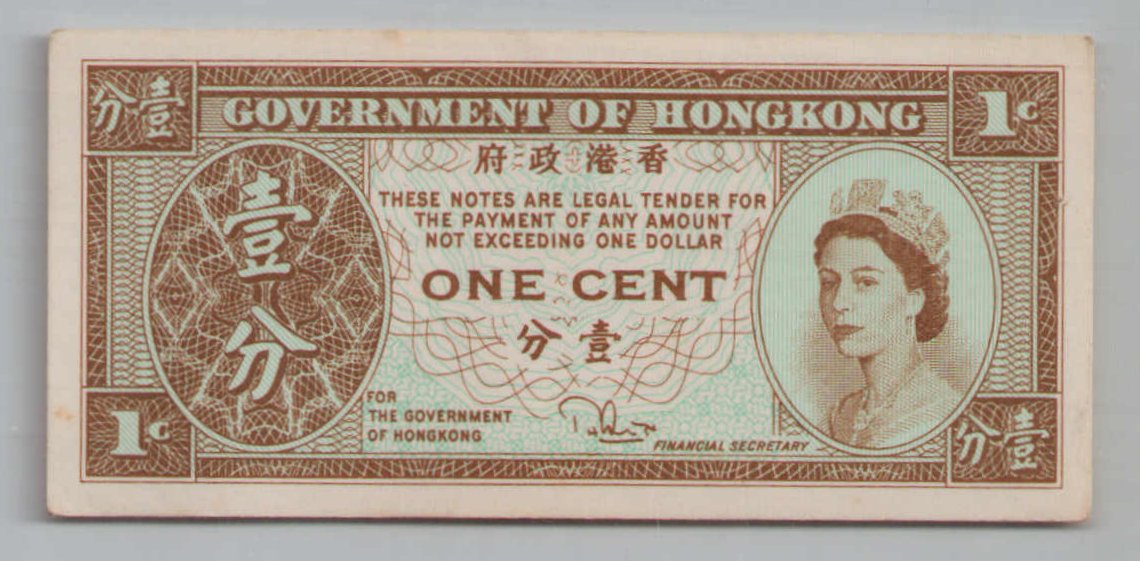 分壹
GOVERNMENT OF HONGKONG
1C
府政港香
THESE NOTES ARE LEGAL TENDER FOR
THE PAYMENT OF ANY AMOUNT
NOT EXCEEDING ONE DOLLAR
壹分
ONE CENT
分壹
FOR
THE GOVERNMENT
OF HONGKONG
FINANCIAL SECRETARY
1C
分壹